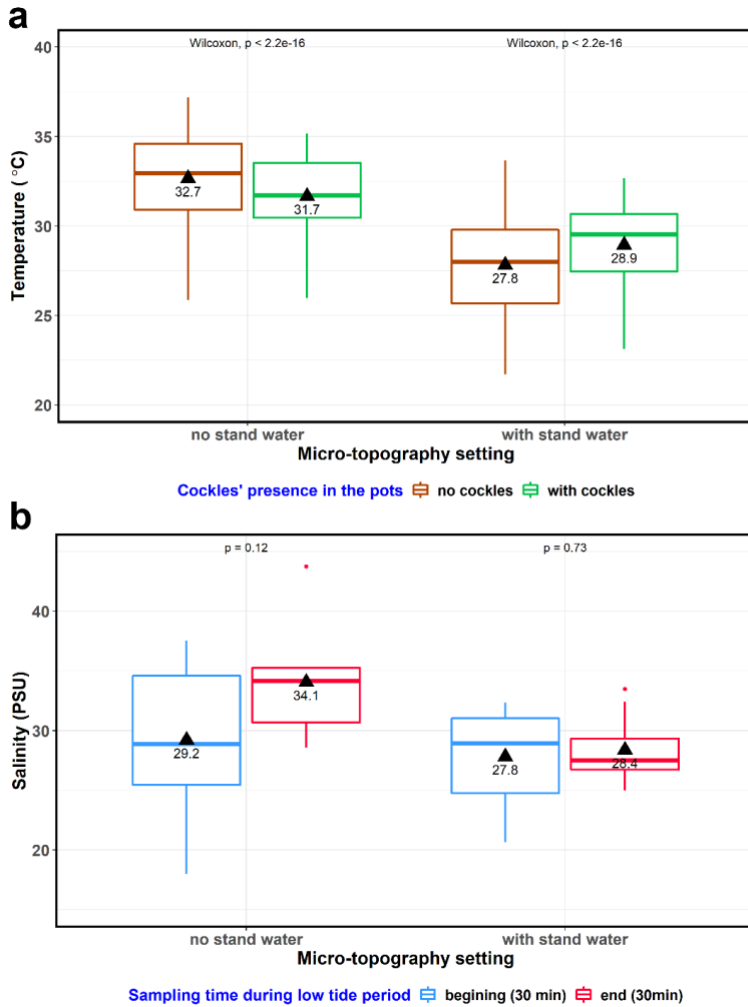 a
Wilcoxon, p < 2.2e-16 Wilcoxon, p < 2.2e-16
40
35
30
25
20
Temperature ( °C)
32.7 31.7 27.8 28.9
no stand water with stand water
Micro-topography setting
Cockles' presence in the pots no cockles with cockles
b
p = 0.12 p = 0.73
40
30
20
Salinity (PSU)
29.2 34.1 27.8 28.4
no stand water with stand water
Micro-topography setting
Sampling time during low tide period begining (30 min) end (30min)